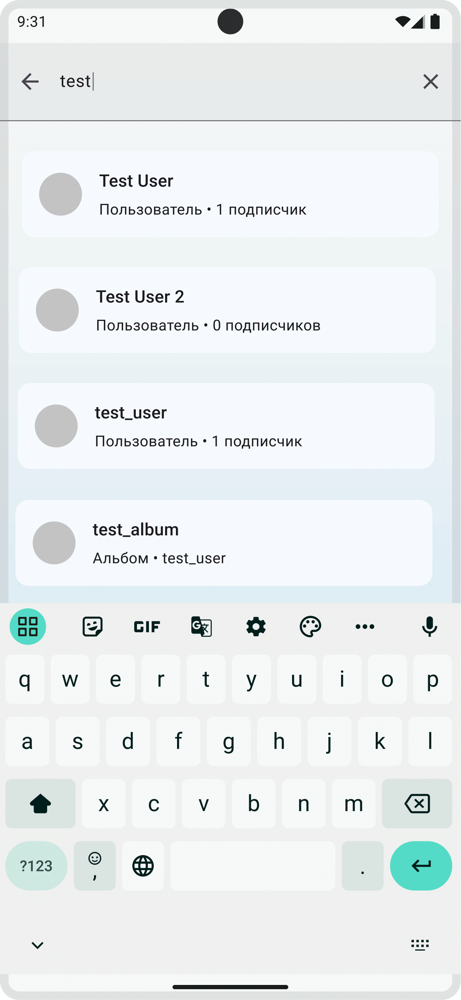 9:31
test
Test User
Пользователь • 1 подписчик
Test User 2
Пользователь • 0 подписчиков
test_user
Пользователь • 1 подписчик
test_album
Альбом • test_user
GIF
G 文
q w e r t y u i o p
a s d f g h j k l
x c v b n m
?123 , .